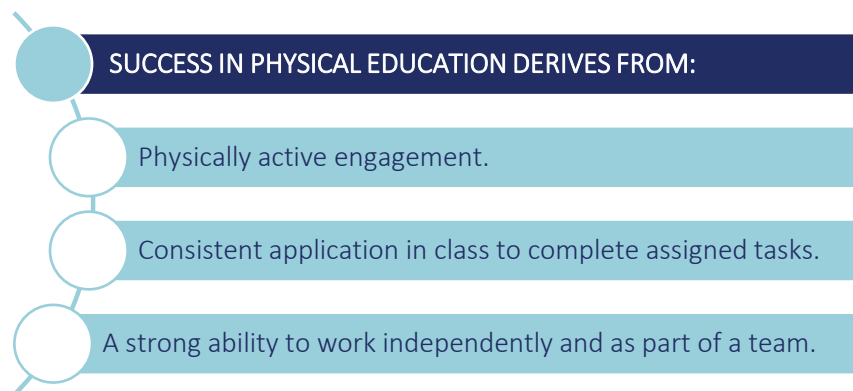 SUCCESS IN PHYSICAL EDUCATION DERIVES FROM:
Physically active engagement.
Consistent application in class to complete assigned tasks.
A strong ability to work independently and as part of a team.